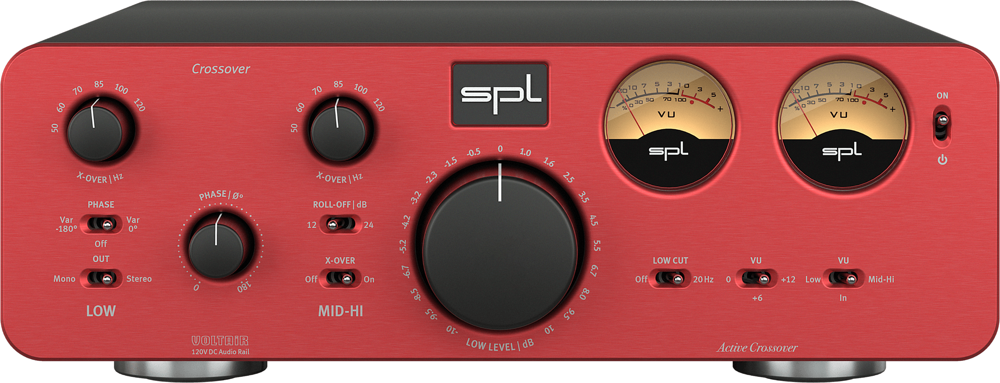 Crossover
50 60 70 85 100 120
X-OVER | Hz
50 60 70 85 100 120
X-OVER | Hz
spl
20 10 7 5 3 1 0 3 5
- % 0 30 50 70 100 +
VU
spl
20 10 7 5 3 1 0 3 5
- % 0 30 50 70 100 +
VU
spl
ON
PHASE
Var -180°
Var 0°
Off
OUT
Mono Stereo
LOW
PHASE | Ø°
0 180
ROLL-OFF | dB
12 24
X-OVER
Off On
MID-HI
-10 -9.5 -8.5 -6.7 -5.2 -4.2 -3.2 -2.3 -1.5 -0.5 0 1.0 1.6 2.5 3.5 4.5 5.5 6.7 8.0 9.5 10
LOW LEVEL | dB
LOW CUT
Off 20 Hz
VU
0 +12
+6
VU
Low Mid-Hi
In
VOLTAiR
120V DC Audio Rail
Active Crossover